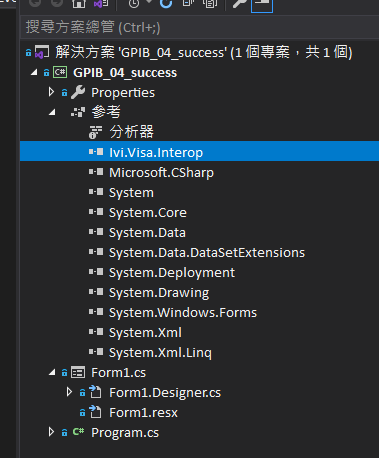 搜尋方案總管 (Ctrl+;)
解決方案 'GPIB_04_success' (1 個專案，共 1 個)
C# GPIB_04_success
Properties
參考
分析器
Ivi.Visa.Interop
Microsoft.CSharp
System
System.Core
System.Data
System.Data.DataSetExtensions
System.Deployment
System.Drawing
System.Windows.Forms
System.Xml
System.Xml.Linq
Form1.cs
Form1.Designer.cs
Form1.resx
Program.cs